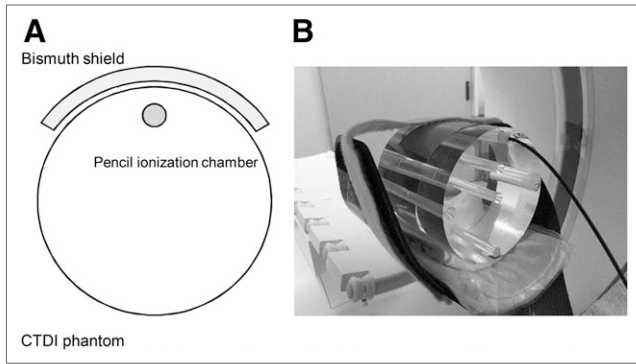 A
B
Bismuth shield
Pencil ionization chamber
CTDI phantom